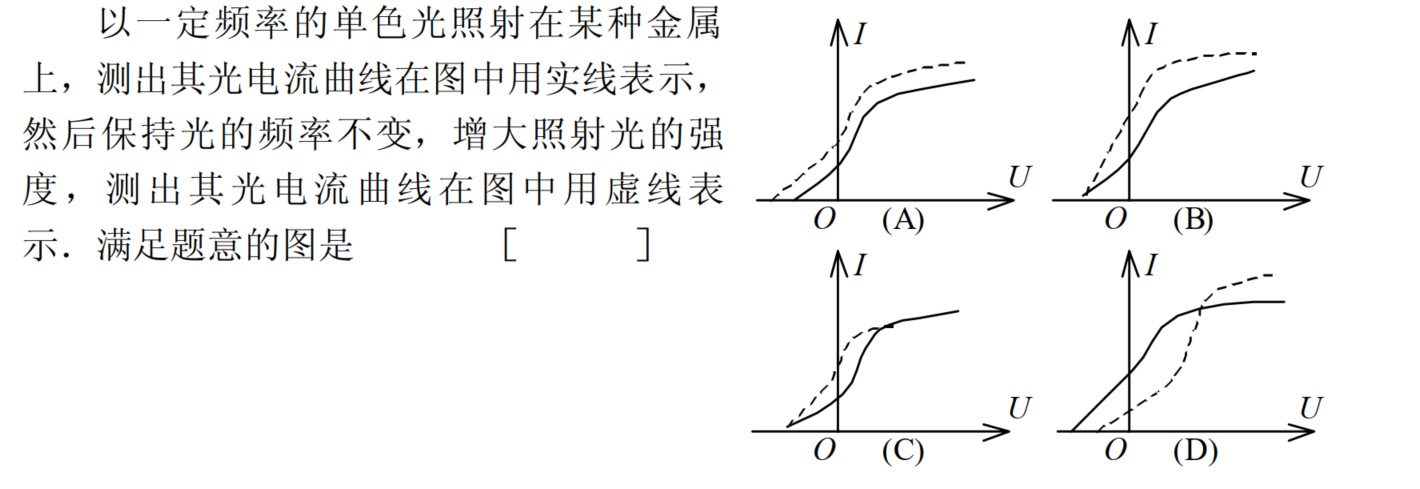 以一定频率的单色光照射在某种金属
上，测出其光电流曲线在图中用实线表示，
然后保持光的频率不变，增大照射光的强
度，测出其光电流曲线在图中用虚线表
示．满足题意的图是 [ ]
I
U
O
(A)
I
U
O
(B)
I
U
O
(C)
I
U
O
(D)